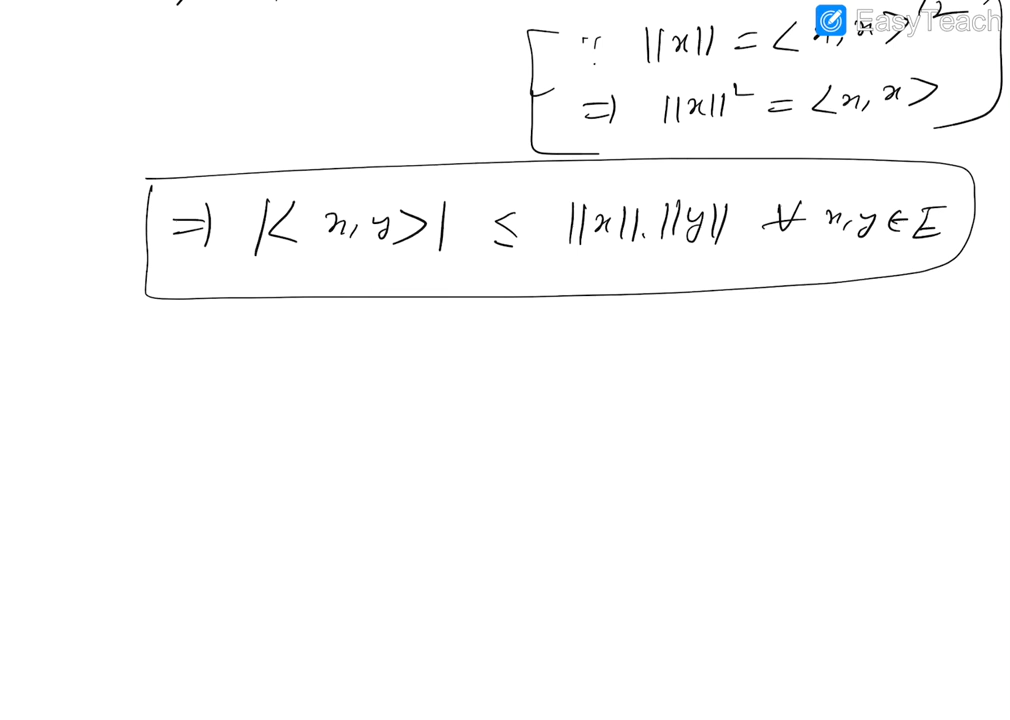 ∵ ||x|| = <x, x>^1/2
EasyTeach
=> ||x||² = <x, x>
=> |<x, y>| ≤ ||x||.||y|| ∀ x, y ∈ E